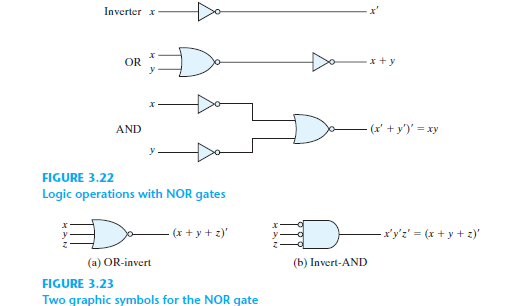 Inverter x x′
OR x y x + y
x
AND (x′ + y′)′ = xy
y
FIGURE 3.22
Logic operations with NOR gates
x y z (x + y + z)′ x y z x′y′z′ = (x + y + z)′
(a) OR-invert (b) Invert-AND
FIGURE 3.23
Two graphic symbols for the NOR gate